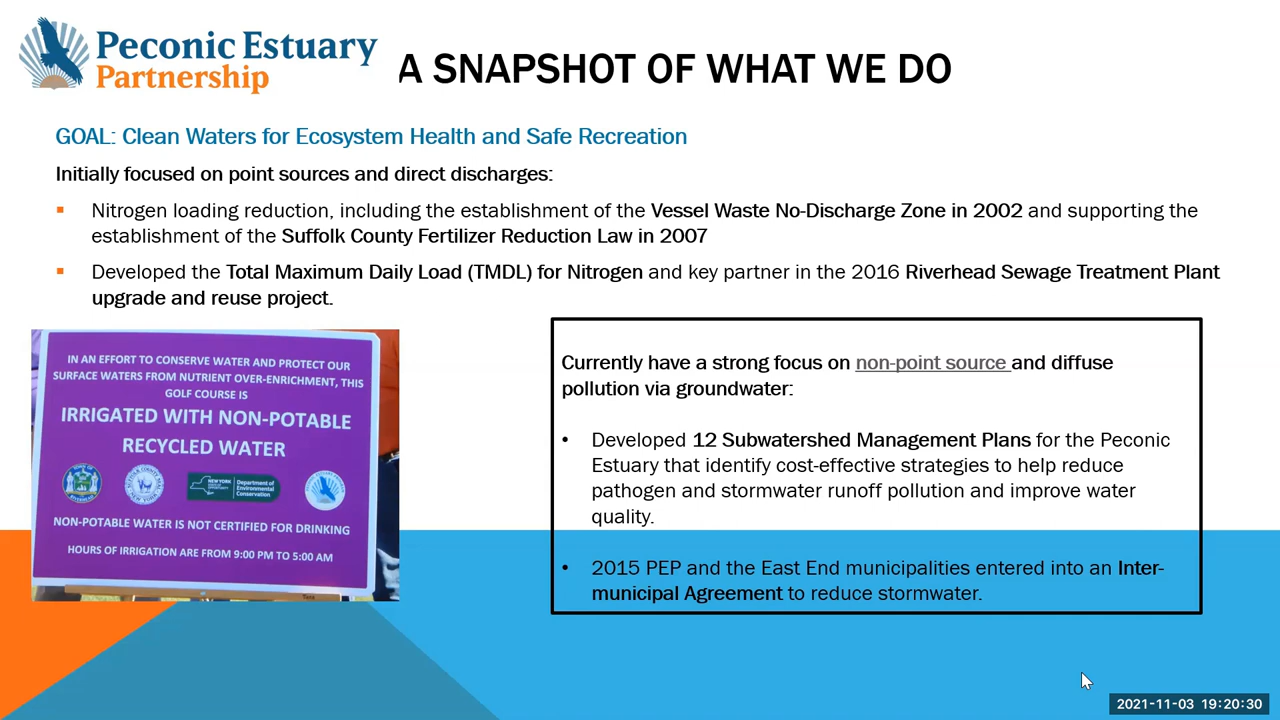 Peconic Estuary
Partnership
A SNAPSHOT OF WHAT WE DO
GOAL: Clean Waters for Ecosystem Health and Safe Recreation
Initially focused on point sources and direct discharges:
▪ Nitrogen loading reduction, including the establishment of the Vessel Waste No-Discharge Zone in 2002 and supporting the
establishment of the Suffolk County Fertilizer Reduction Law in 2007
▪ Developed the Total Maximum Daily Load (TMDL) for Nitrogen and key partner in the 2016 Riverhead Sewage Treatment Plant
upgrade and reuse project.
IN AN EFFORT TO CONSERVE WATER AND PROTECT OUR
SURFACE WATERS FROM NUTRIENT OVER-ENRICHMENT, THIS
GOLF COURSE IS
IRRIGATED WITH NON-POTABLE
RECYCLED WATER
NEW YORK
Department of
Environmental
Conservation
NON-POTABLE WATER IS NOT CERTIFIED FOR DRINKING
HOURS OF IRRIGATION ARE FROM 9:00 PM TO 5:00 AM
Currently have a strong focus on non-point source and diffuse
pollution via groundwater:
• Developed 12 Subwatershed Management Plans for the Peconic
Estuary that identify cost-effective strategies to help reduce
pathogen and stormwater runoff pollution and improve water
quality.
• 2015 PEP and the East End municipalities entered into an Inter-
municipal Agreement to reduce stormwater.
2021-11-03 19:20:30